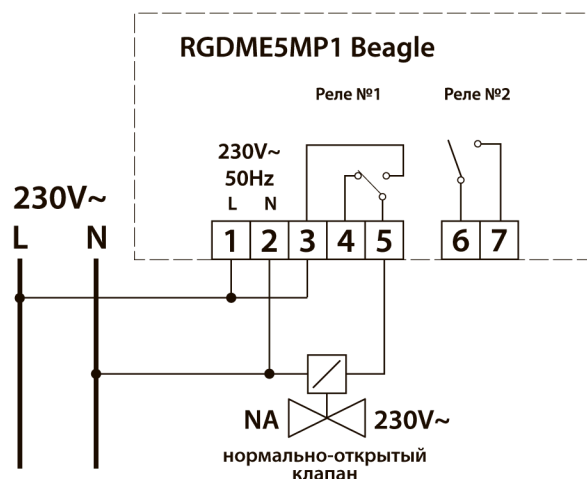 RGDME5MP1 Beagle
Реле №1 Реле №2
230V~
50Hz
L N
230V~
L N
1 2 3 4 5 6 7
NA 230V~
нормально-открытый
клапан